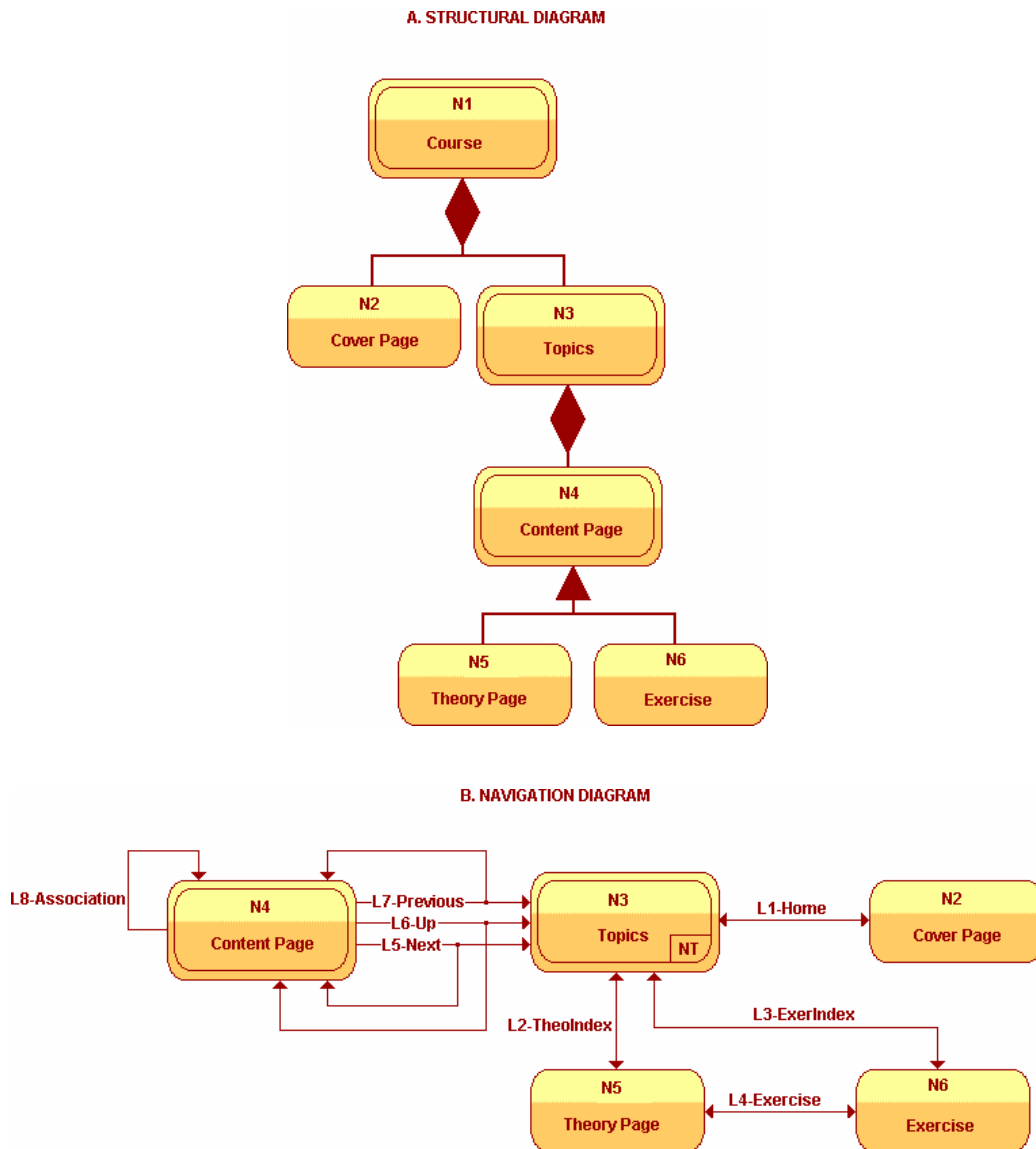 A. STRUCTURAL DIAGRAM
N1
Course
N2
Cover Page
N3
Topics
N4
Content Page
N5
Theory Page
N6
Exercise
B. NAVIGATION DIAGRAM
L8-Association
N4
Content Page
L7-Previous
L6-Up
L5-Next
N3
Topics
NT
L1-Home
N2
Cover Page
L2-TheoIndex
L3-ExerIndex
N5
Theory Page
L4-Exercise
N6
Exercise